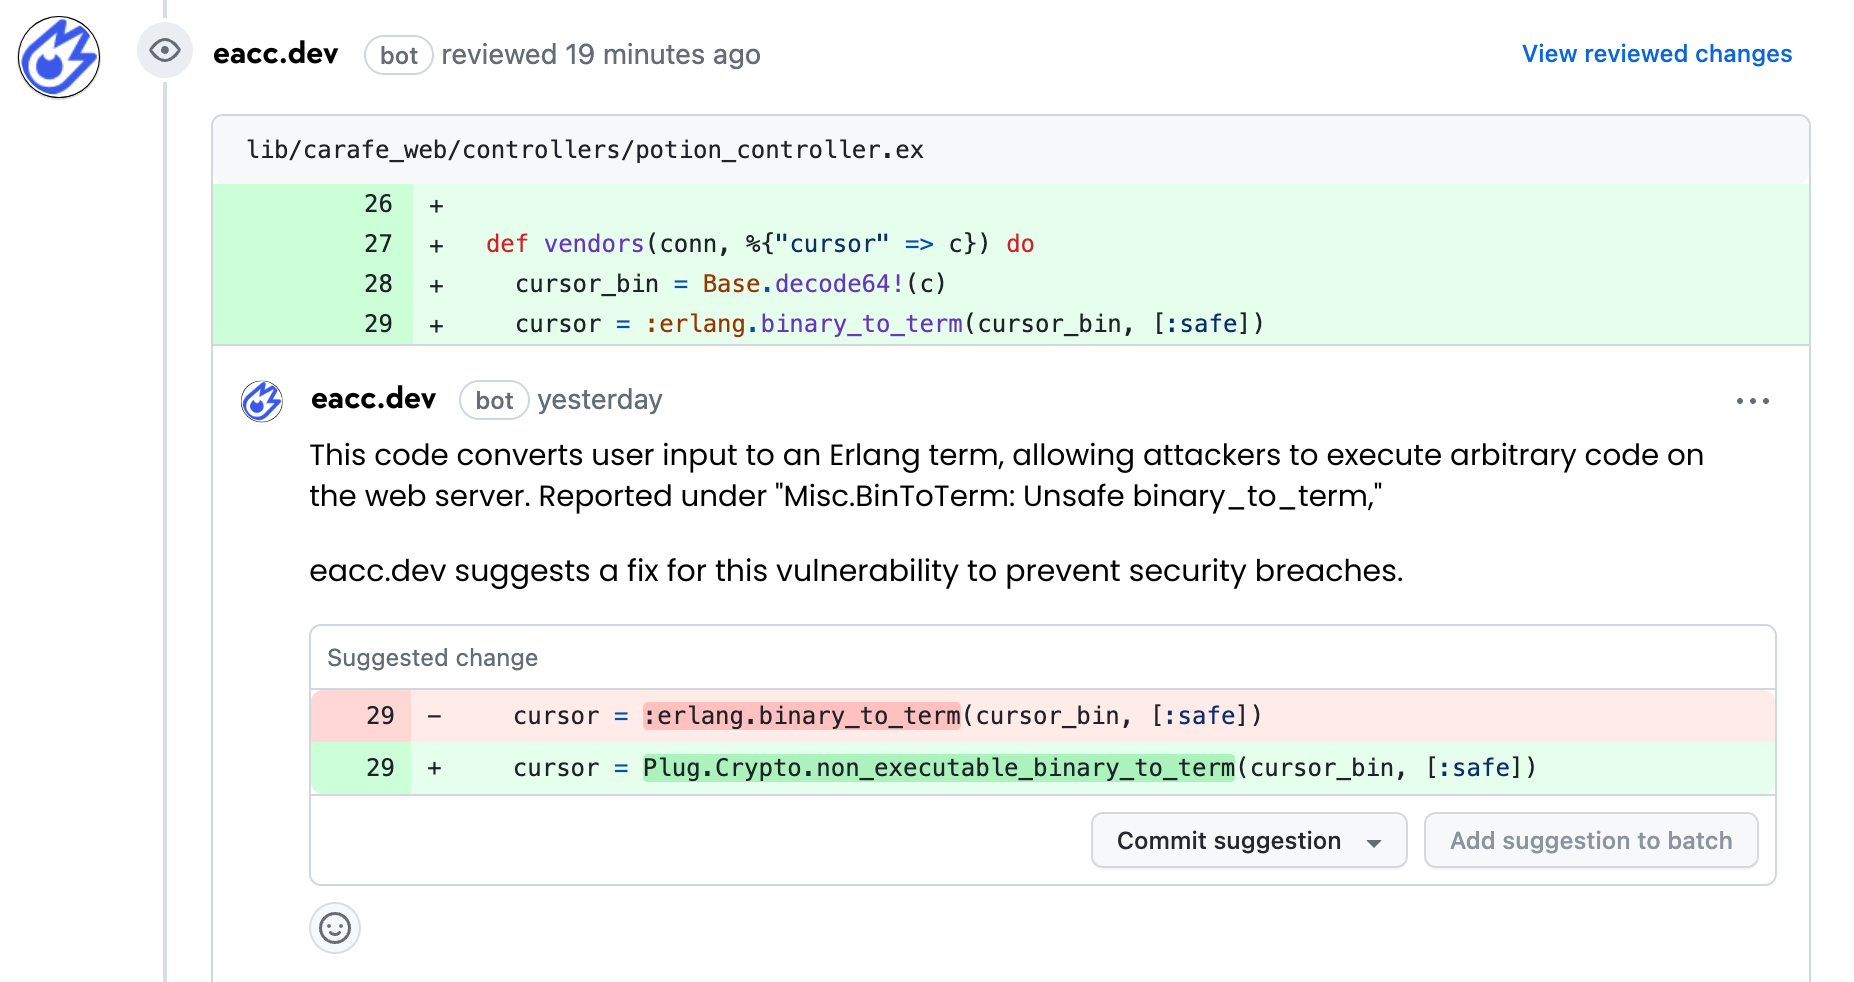 eacc.dev bot reviewed 19 minutes ago View reviewed changes
lib/carafe_web/controllers/potion_controller.ex
26 +
27 + def vendors(conn, %{"cursor" => c}) do
28 + cursor_bin = Base.decode64!(c)
29 + cursor = :erlang.binary_to_term(cursor_bin, [:safe])
eacc.dev bot yesterday
This code converts user input to an Erlang term, allowing attackers to execute arbitrary code on
the web server. Reported under "Misc.BinToTerm: Unsafe binary_to_term,"
eacc.dev suggests a fix for this vulnerability to prevent security breaches.
Suggested change
29 - cursor = :erlang.binary_to_term(cursor_bin, [:safe])
29 + cursor = Plug.Crypto.non_executable_binary_to_term(cursor_bin, [:safe])
Commit suggestion Add suggestion to batch